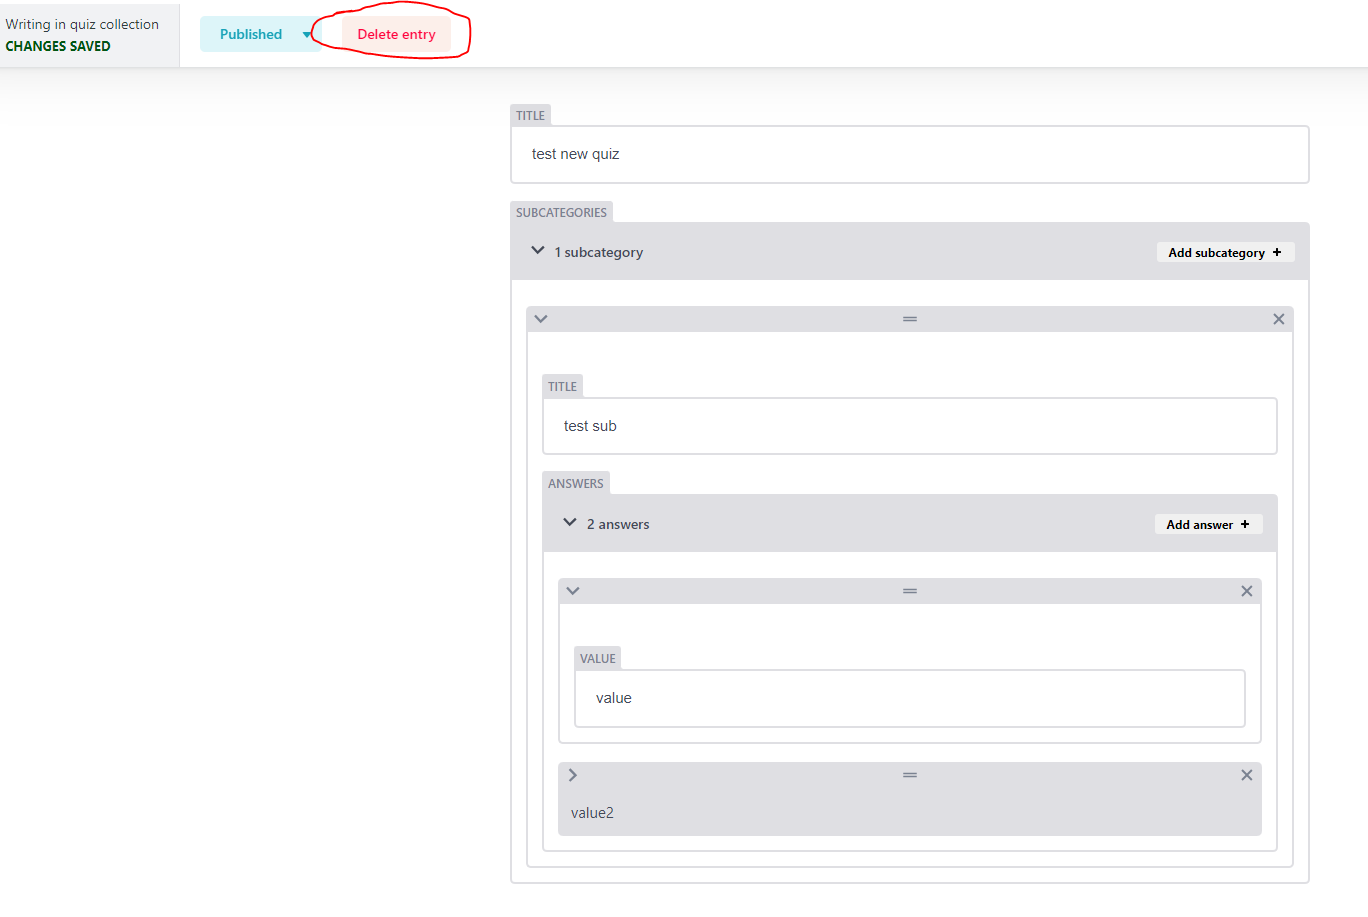 Writing in quiz collection
CHANGES SAVED
Published
Delete entry
TITLE
test new quiz
SUBCATEGORIES
1 subcategory
Add subcategory +
TITLE
test sub
ANSWERS
2 answers
Add answer +
VALUE
value
value2